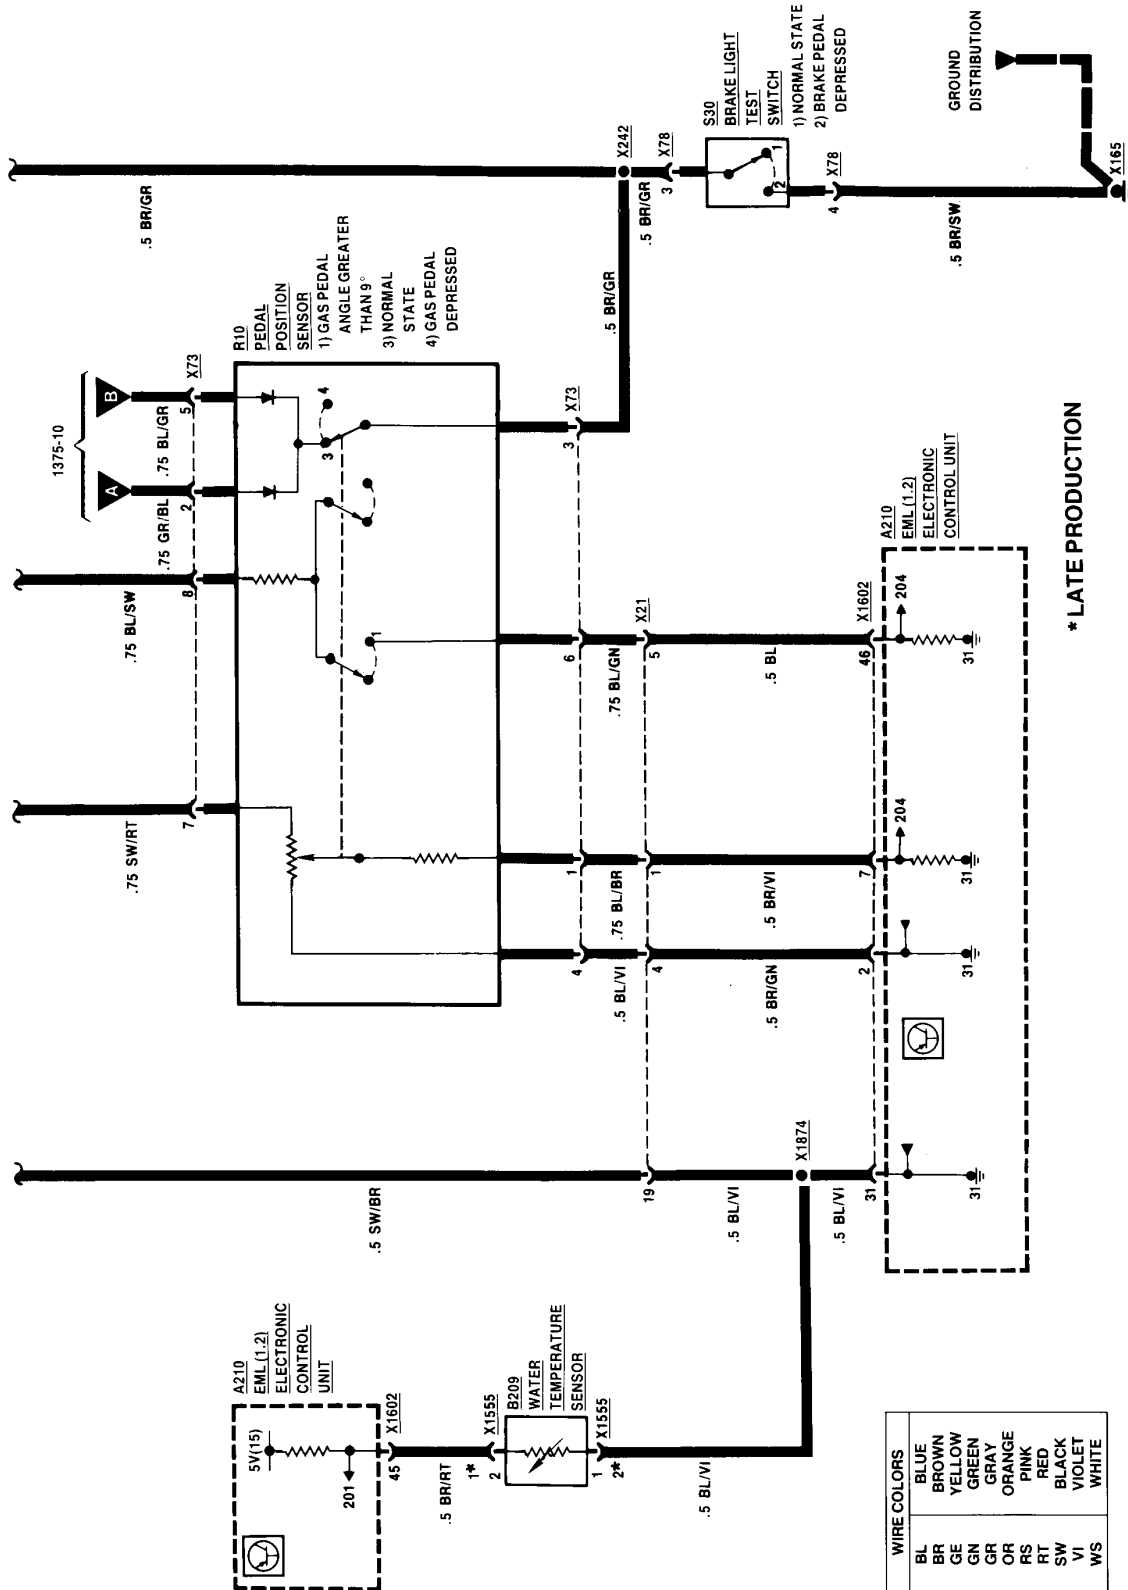 1375-10
A
B
.75 SW/RT
.75 BL/SW
.75 GR/BL
.75 BL/GR
.5 BR/GR
7
8
2
5
X73
R10
PEDAL
POSITION
SENSOR
1) GAS PEDAL
ANGLE GREATER
THAN 9°
3) NORMAL
STATE
4) GAS PEDAL
DEPRESSED
1
3
4
4
1
6
3
X73
.5 BL/VI
.75 BL/BR
.75 BL/GN
.5 BR/GR
.5 BR/GR
X242
3
X78
S30
BRAKE LIGHT
TEST
SWITCH
1) NORMAL STATE
2) BRAKE PEDAL
DEPRESSED
1
2
4
X78
.5 BR/SW
X165
GROUND
DISTRIBUTION
.5 SW/BR
19
4
1
5
X21
.5 BL/VI
X1874
.5 BL/VI
.5 BR/GN
.5 BR/VI
.5 BL
31
2
7
46
X1602
A210
EML (1.2)
ELECTRONIC
CONTROL UNIT
204
204
31
31
31
31
A210
EML (1.2)
ELECTRONIC
CONTROL
UNIT
5V(15)
201
45
X1602
.5 BR/RT
1*
2
X1555
B209
WATER
TEMPERATURE
SENSOR
1
2*
X1555
.5 BL/VI
* LATE PRODUCTION
WIRE COLORS
BL BLUE
BR BROWN
GE YELLOW
GN GREEN
GR GRAY
OR ORANGE
RS PINK
RT RED
SW BLACK
VI VIOLET
WS WHITE